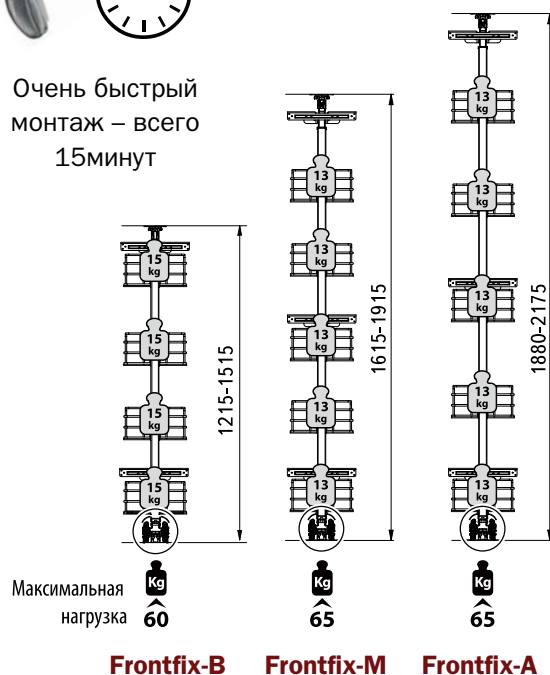 Очень быстрый
монтаж – всего
15минут
15
kg
15
kg
15
kg
15
kg
1215-1515
13
kg
13
kg
13
kg
13
kg
13
kg
1615-1915
13
kg
13
kg
13
kg
13
kg
13
kg
1880-2175
Максимальная
нагрузка
Kg
60
Kg
65
Kg
65
Frontfix-B
Frontfix-M
Frontfix-A